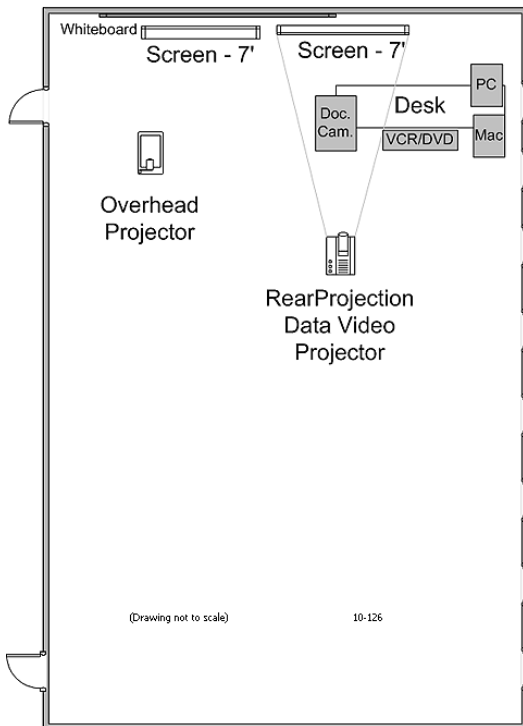 Whiteboard
Screen - 7'
Screen - 7'
PC
Doc.
Cam.
Desk
VCR/DVD
Mac
Overhead
Projector
RearProjection
Data Video
Projector
(Drawing not to scale)
10-126